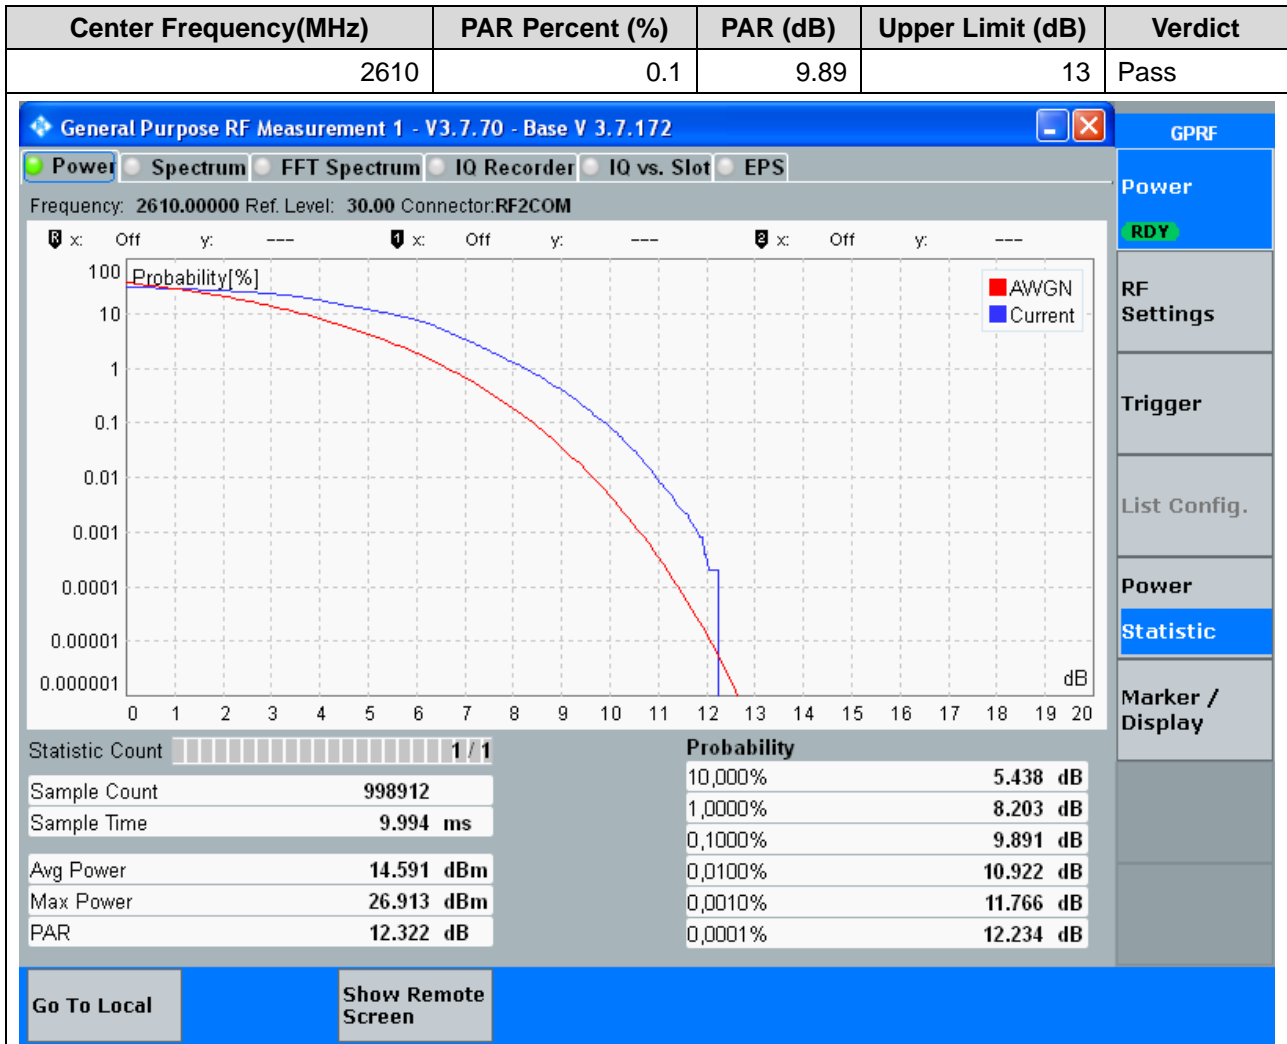 Center Frequency(MHz) PAR Percent (%) PAR (dB) Upper Limit (dB) Verdict
2610 0.1 9.89 13 Pass
General Purpose RF Measurement 1 - V3.7.70 - Base V 3.7.172
GPRF
Power Spectrum FFT Spectrum IQ Recorder IQ vs. Slot EPS
Power
RDY
Frequency: 2610.00000 Ref. Level: 30.00 Connector:RF2COM
R x: Off y: --- 1 x: Off y: --- 2 x: Off y: ---
Probability[%]
AWGN
Current
100
10
1
0.1
0.01
0.001
0.0001
0.00001
0.000001
dB
0 1 2 3 4 5 6 7 8 9 10 11 12 13 14 15 16 17 18 19 20
RF
Settings
Trigger
List Config.
Power
Statistic
Marker /
Display
Statistic Count 1 / 1
Sample Count 998912
Sample Time 9.994 ms
Avg Power 14.591 dBm
Max Power 26.913 dBm
PAR 12.322 dB
Probability
10,000% 5.438 dB
1,0000% 8.203 dB
0,1000% 9.891 dB
0,0100% 10.922 dB
0,0010% 11.766 dB
0,0001% 12.234 dB
Go To Local
Show Remote
Screen